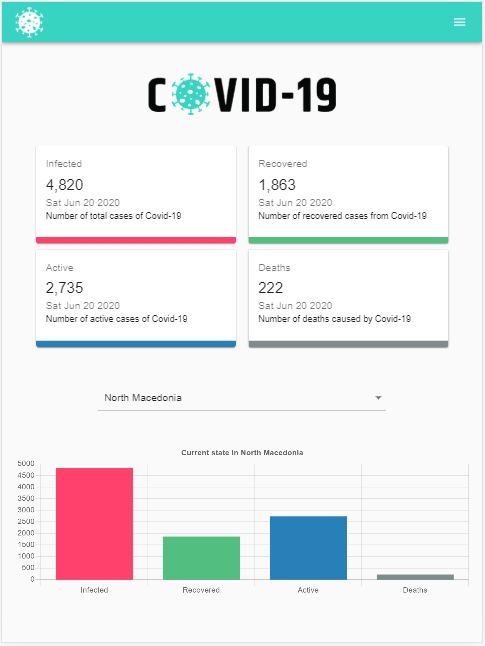 COVID-19
Infected
4,820
Sat Jun 20 2020
Number of total cases of Covid-19
Recovered
1,863
Sat Jun 20 2020
Number of recovered cases from Covid-19
Active
2,735
Sat Jun 20 2020
Number of active cases of Covid-19
Deaths
222
Sat Jun 20 2020
Number of deaths caused by Covid-19
North Macedonia
Current state in North Macedonia
5000
4500
4000
3500
3000
2500
2000
1500
1000
500
0
Infected Recovered Active Deaths